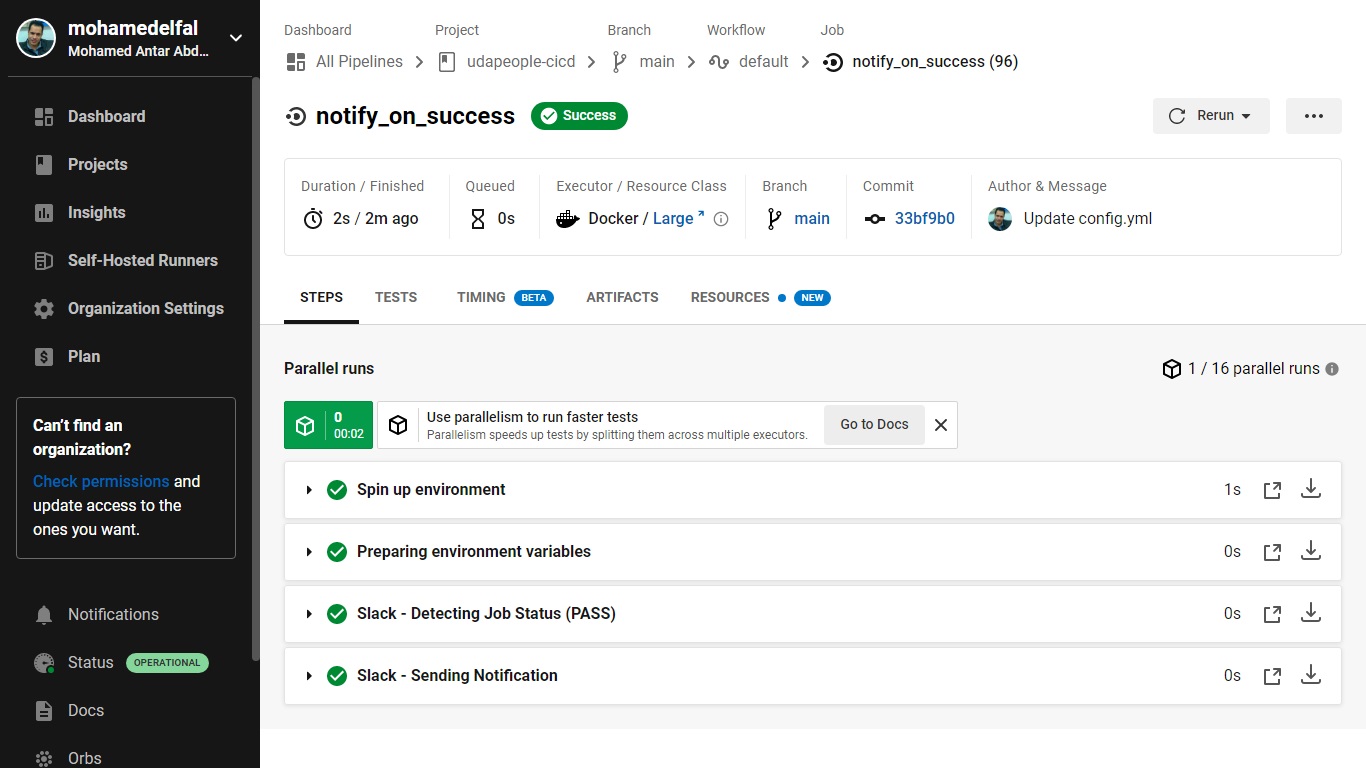 mohamedelfal
Mohamed Antar Abd...
Dashboard
Projects
Insights
Self-Hosted Runners
Organization Settings
Plan
Can't find an
organization?
Check permissions and
update access to the
ones you want.
Notifications
Status OPERATIONAL
Docs
Orbs
Dashboard Project Branch Workflow Job
All Pipelines udapeople-cicd main default notify_on_success (96)
notify_on_success Success Rerun
Duration / Finished Queued Executor / Resource Class Branch Commit Author & Message
2s / 2m ago 0s Docker / Large main 33bf9b0 Update config.yml
STEPS TESTS TIMING BETA ARTIFACTS RESOURCES NEW
Parallel runs 1 / 16 parallel runs
0
00:02
Use parallelism to run faster tests
Parallelism speeds up tests by splitting them across multiple executors.
Go to Docs
Spin up environment 1s
Preparing environment variables 0s
Slack - Detecting Job Status (PASS) 0s
Slack - Sending Notification 0s